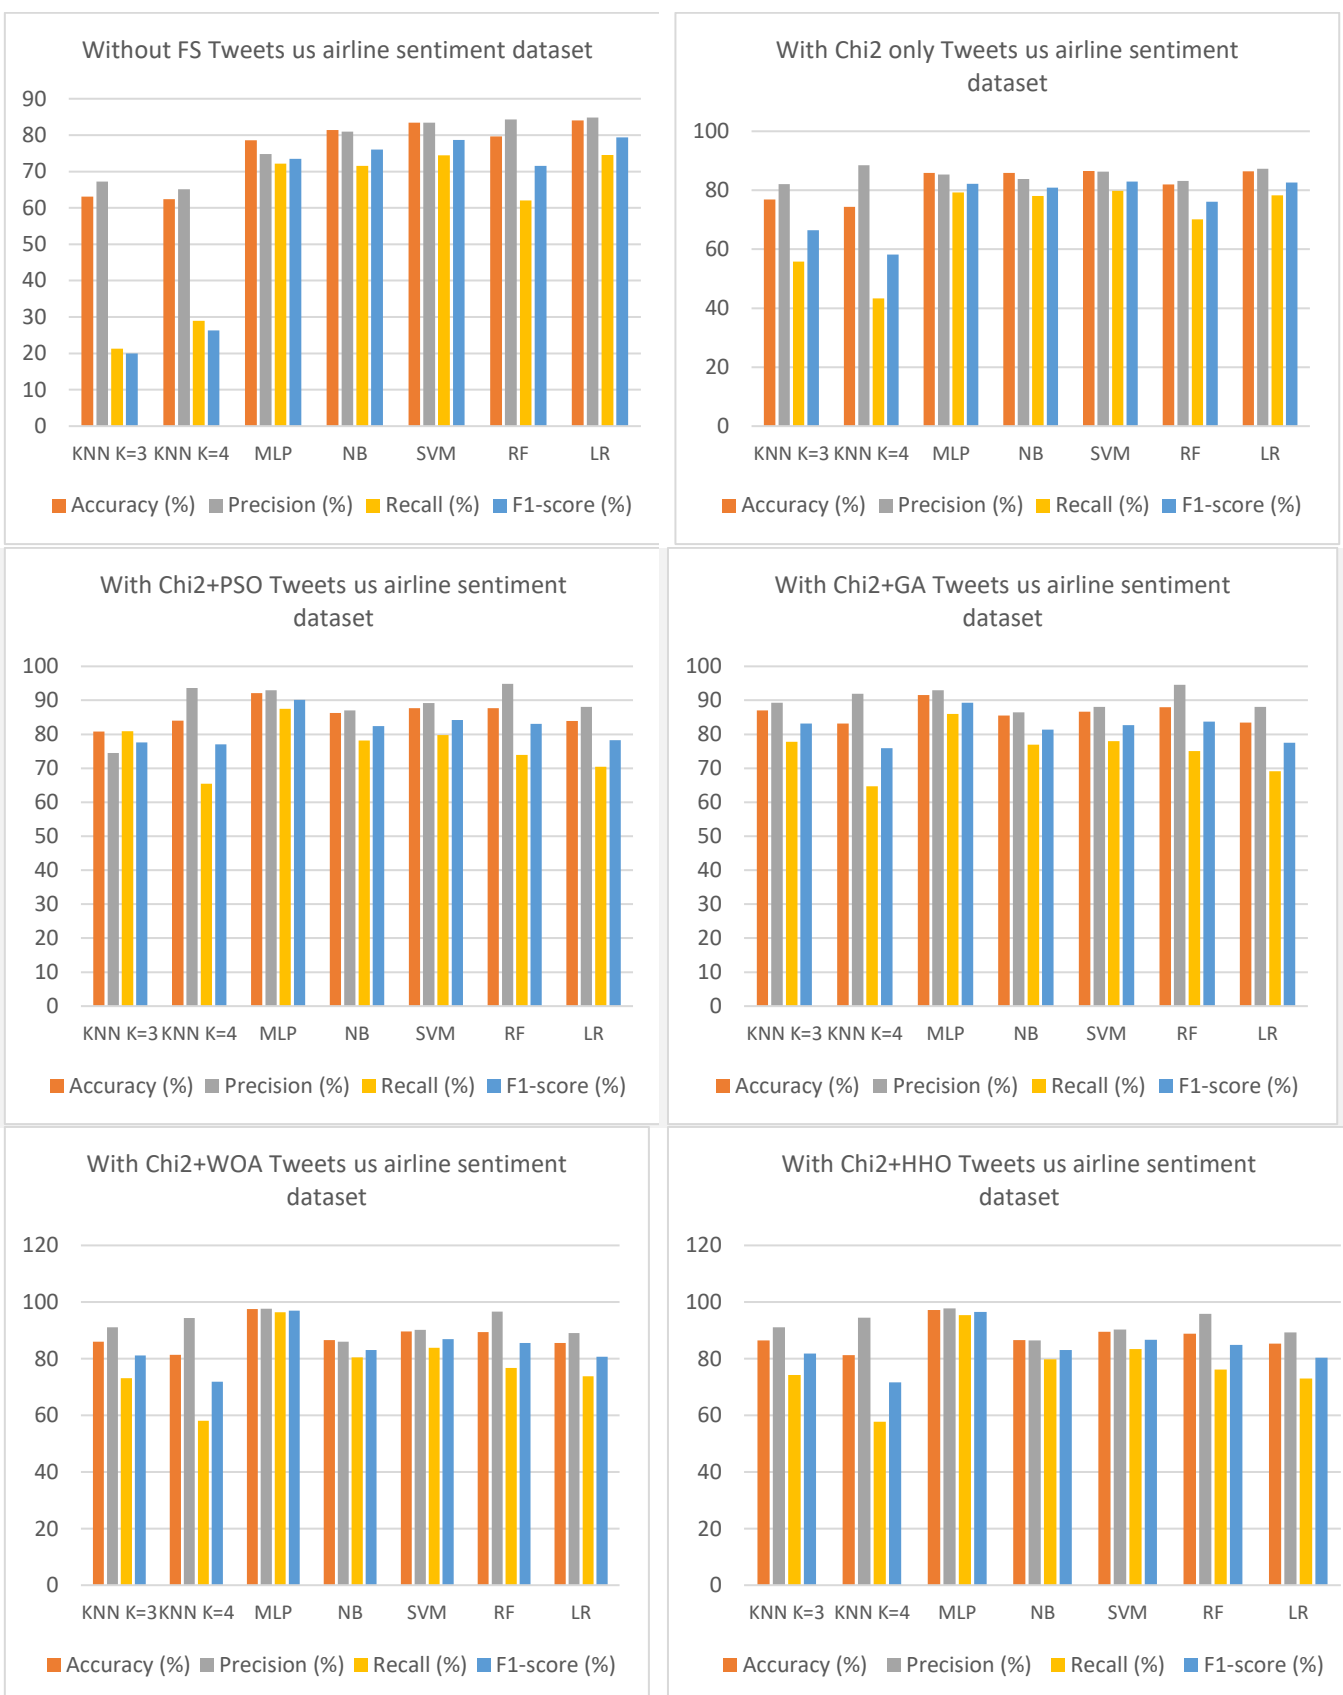 Without FS Tweets us airline sentiment dataset
90
80
70
60
50
40
30
20
10
0
KNN K=3 KNN K=4 MLP NB SVM RF LR
Accuracy (%) Precision (%) Recall (%) F1-score (%)
With Chi2 only Tweets us airline sentiment
dataset
100
80
60
40
20
0
KNN K=3 KNN K=4 MLP NB SVM RF LR
Accuracy (%) Precision (%) Recall (%) F1-score (%)
With Chi2+PSO Tweets us airline sentiment
dataset
100
90
80
70
60
50
40
30
20
10
0
KNN K=3 KNN K=4 MLP NB SVM RF LR
Accuracy (%) Precision (%) Recall (%) F1-score (%)
With Chi2+GA Tweets us airline sentiment
dataset
100
90
80
70
60
50
40
30
20
10
0
KNN K=3 KNN K=4 MLP NB SVM RF LR
Accuracy (%) Precision (%) Recall (%) F1-score (%)
With Chi2+WOA Tweets us airline sentiment
dataset
120
100
80
60
40
20
0
KNN K=3 KNN K=4 MLP NB SVM RF LR
Accuracy (%) Precision (%) Recall (%) F1-score (%)
With Chi2+HHO Tweets us airline sentiment
dataset
120
100
80
60
40
20
0
KNN K=3 KNN K=4 MLP NB SVM RF LR
Accuracy (%) Precision (%) Recall (%) F1-score (%)